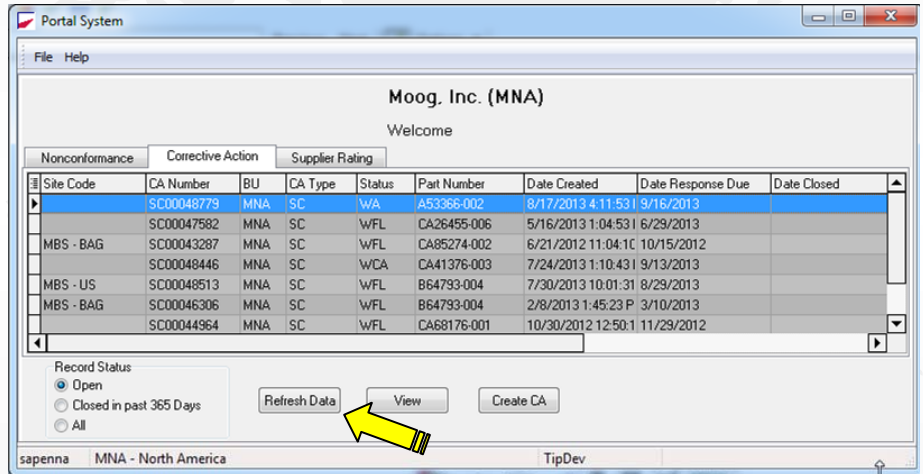 Portal System
File Help
Moog, Inc. (MNA)
Welcome
Nonconformance Corrective Action Supplier Rating
Site Code CA Number BU CA Type Status Part Number Date Created Date Response Due Date Closed
SC00048779 MNA SC WA A53366-002 8/17/2013 4:11:53 9/16/2013
SC00047582 MNA SC WFL CA26455-006 5/16/2013 1:04:53 6/29/2013
MBS - BAG SC00043287 MNA SC WFL CA85274-002 6/21/2012 11:04:1 10/15/2012
SC00048446 MNA SC WCA CA41376-003 7/24/2013 1:10:43 9/13/2013
MBS - US SC00048513 MNA SC WFL B64793-004 7/30/2013 10:01:31 8/29/2013
MBS - BAG SC00046306 MNA SC WFL B64793-004 2/8/2013 1:45:23 P 3/10/2013
SC00044964 MNA SC WFL CA68176-001 10/30/2012 12:50:1 11/29/2012
Record Status
Open
Closed in past 365 Days
All
Refresh Data View Create CA
sapenna MNA - North America TipDev